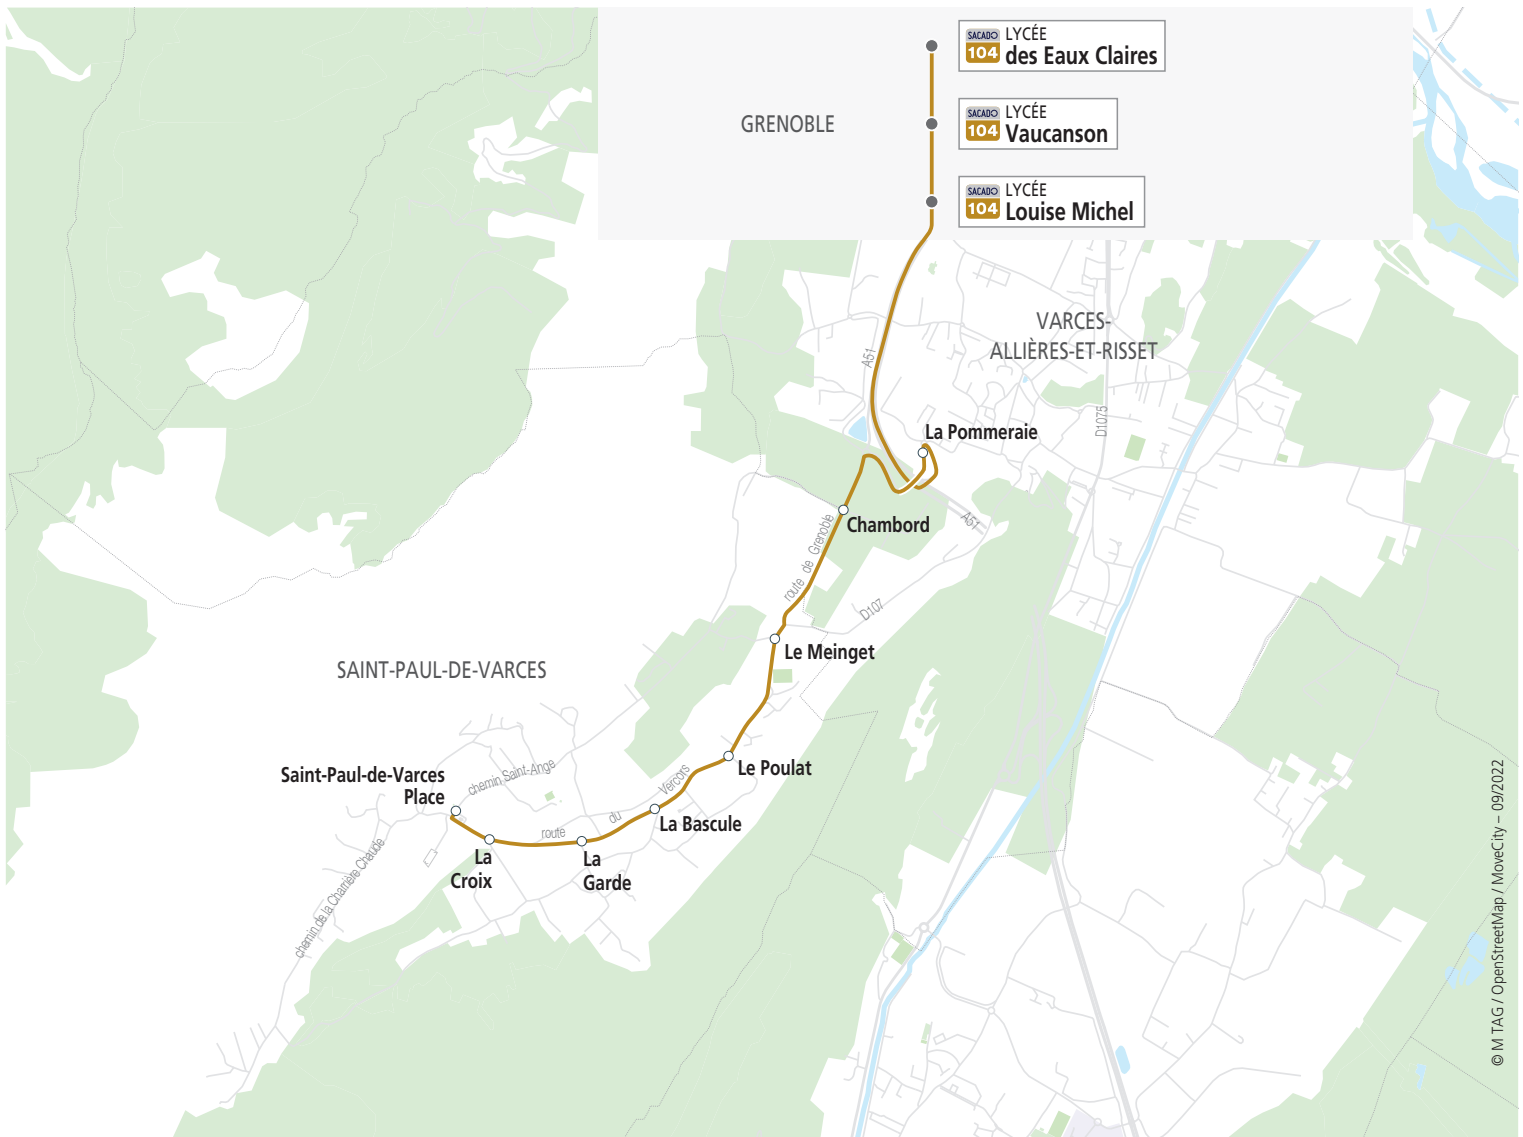 SACADO
104
LYCÉE
des Eaux Claires
GRENOBLE
SACADO
104
LYCÉE
Vaucanson
SACADO
104
LYCÉE
Louise Michel
VARCES-
ALLIÈRES-ET-RISSET
A51
D1075
La Pommeraie
Chambord
A51
route de Grenoble
D107
Le Meinget
SAINT-PAUL-DE-VARCES
Le Poulat
Saint-Paul-de-Varces
Place
chemin Saint-Ange
route du Vercors
La Bascule
La
Croix
La
Garde
chemin de la Charrière Chaude
© M TAG / OpenStreetMap / MoveCity – 09/2022